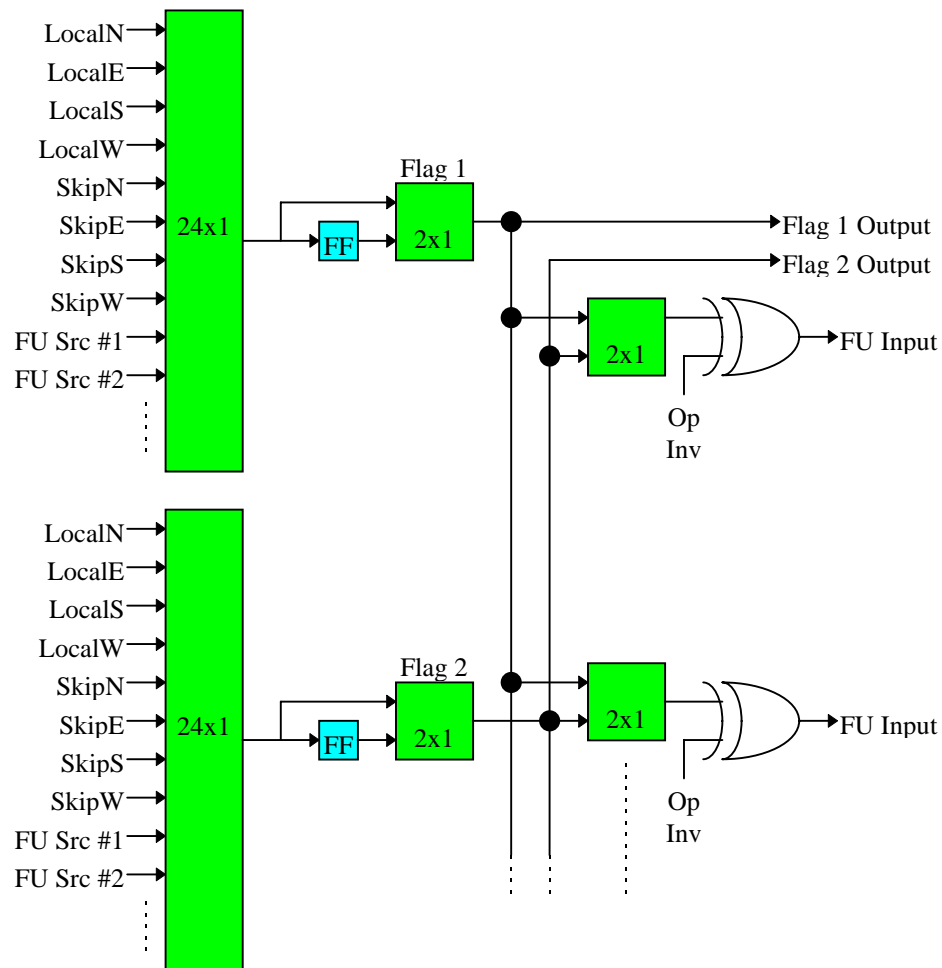 LocalN
LocalE
LocalS
LocalW
SkipN
SkipE
SkipS
SkipW
FU Src #1
FU Src #2
24x1
FF
Flag 1
2x1
Flag 1 Output
Flag 2 Output
2x1
FU Input
Op
Inv
LocalN
LocalE
LocalS
LocalW
SkipN
SkipE
SkipS
SkipW
FU Src #1
FU Src #2
24x1
FF
Flag 2
2x1
2x1
FU Input
Op
Inv